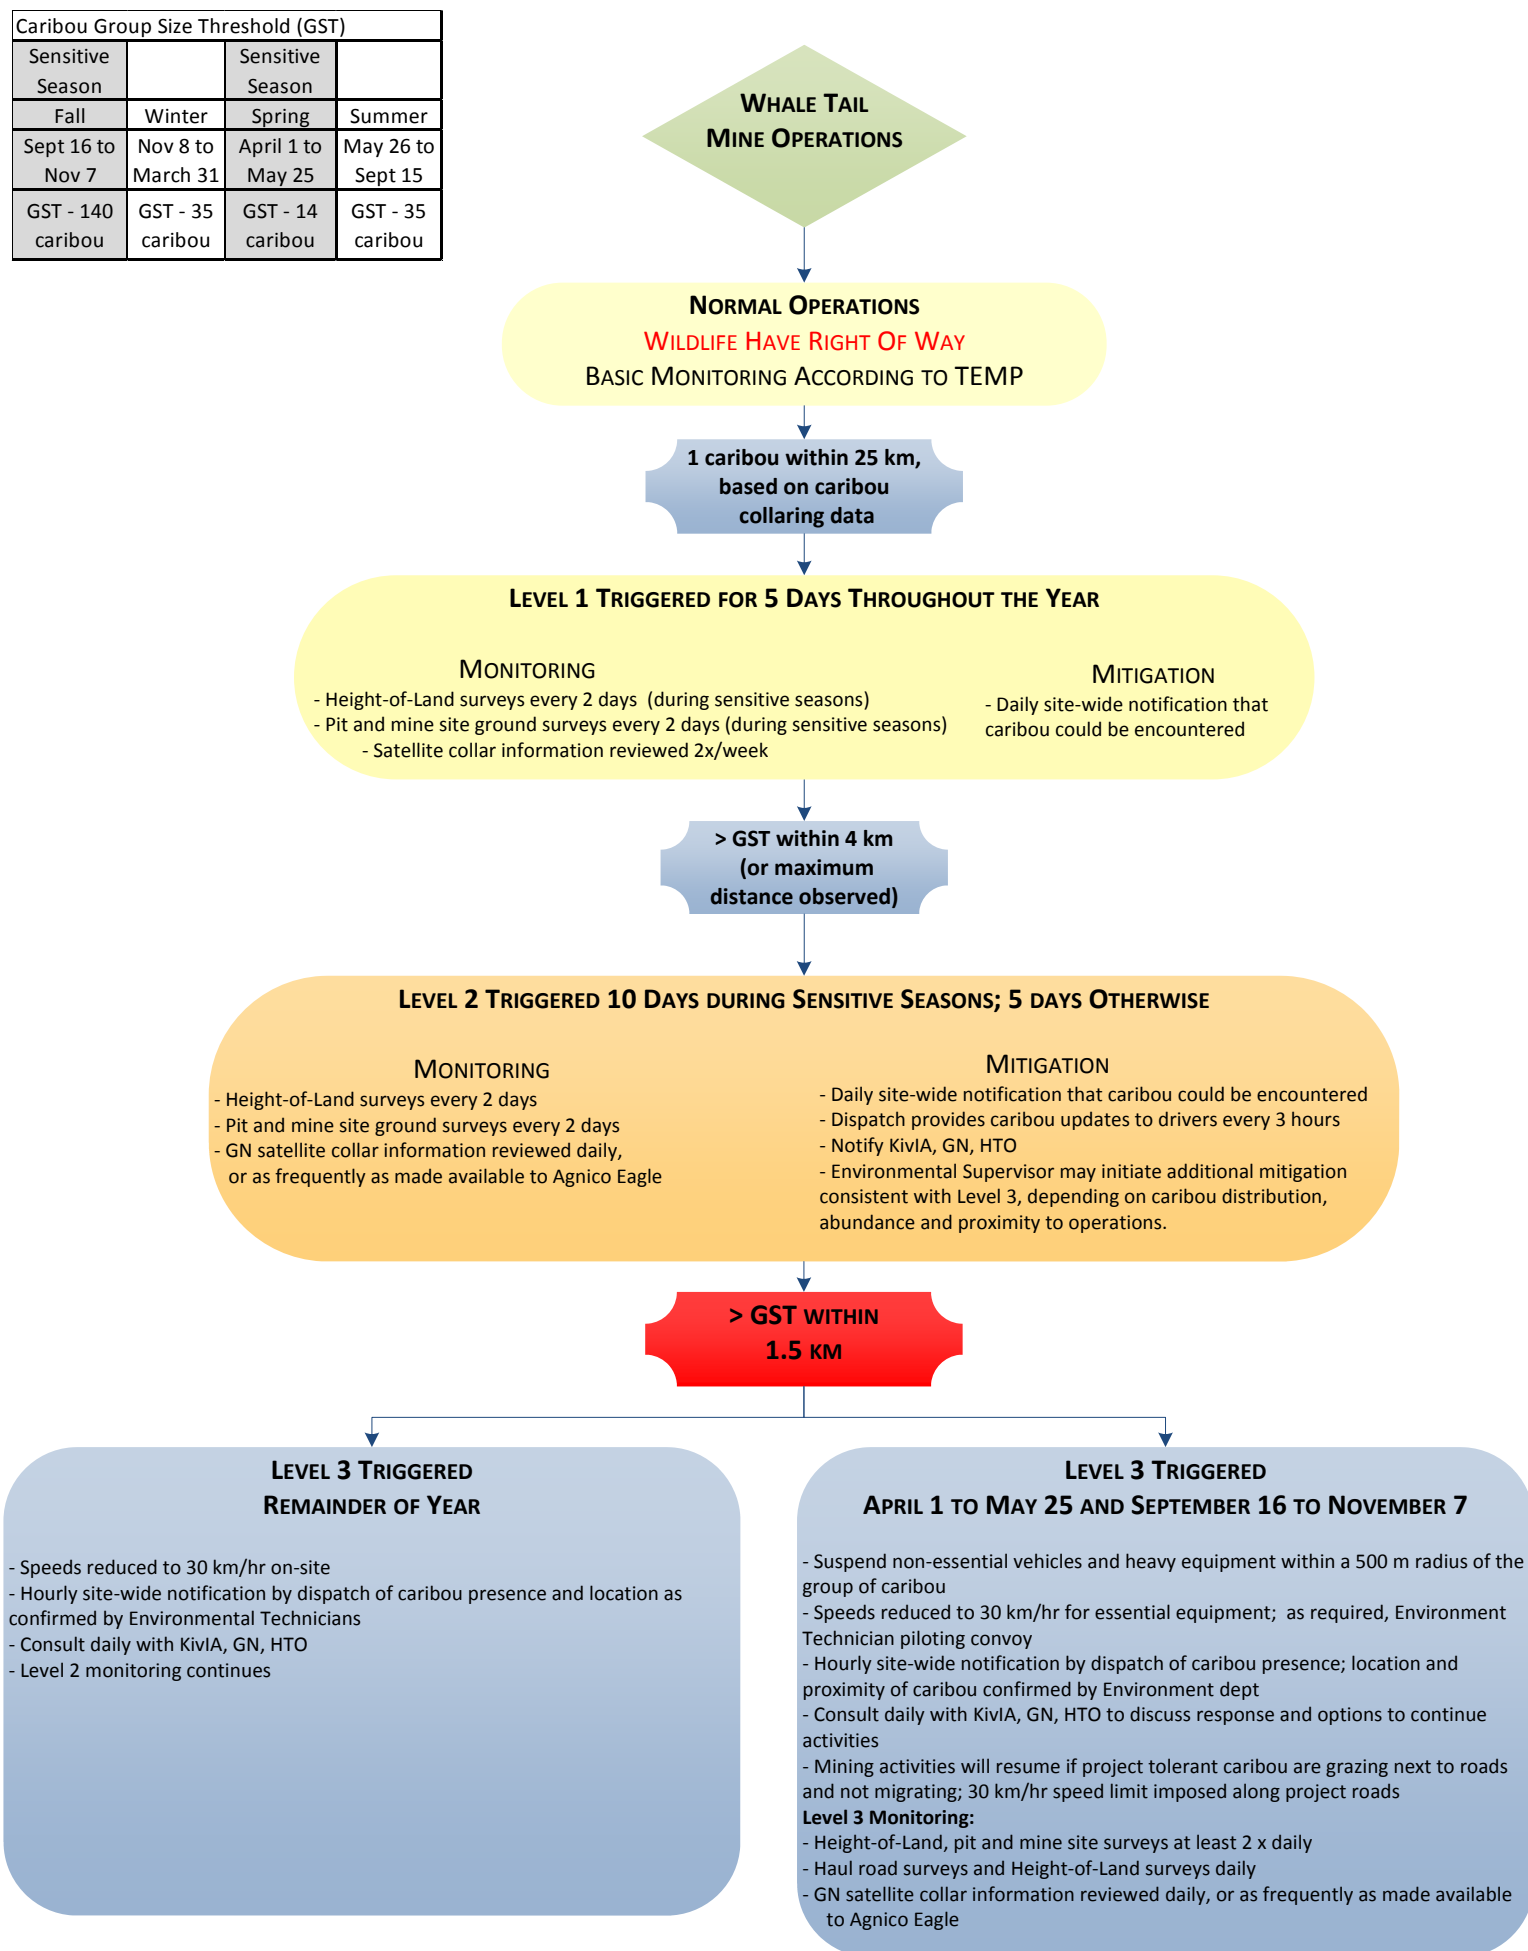 Caribou Group Size Threshold (GST)
Sensitive Season Sensitive Season
Fall Winter Spring Summer
Sept 16 to Nov 7 Nov 8 to March 31 April 1 to May 25 May 26 to Sept 15
GST - 140 caribou GST - 35 caribou GST - 14 caribou GST - 35 caribou
WHALE TAIL
MINE OPERATIONS
NORMAL OPERATIONS
WILDLIFE HAVE RIGHT OF WAY
BASIC MONITORING ACCORDING TO TEMP
1 caribou within 25 km,
based on caribou
collaring data
LEVEL 1 TRIGGERED FOR 5 DAYS THROUGHOUT THE YEAR
MONITORING
- Height-of-Land surveys every 2 days (during sensitive seasons)
- Pit and mine site ground surveys every 2 days (during sensitive seasons)
- Satellite collar information reviewed 2x/week
MITIGATION
- Daily site-wide notification that
caribou could be encountered
> GST within 4 km
(or maximum
distance observed)
LEVEL 2 TRIGGERED 10 DAYS DURING SENSITIVE SEASONS; 5 DAYS OTHERWISE
MONITORING
- Height-of-Land surveys every 2 days
- Pit and mine site ground surveys every 2 days
- GN satellite collar information reviewed daily,
or as frequently as made available to Agnico Eagle
MITIGATION
- Daily site-wide notification that caribou could be encountered
- Dispatch provides caribou updates to drivers every 3 hours
- Notify KivIA, GN, HTO
- Environmental Supervisor may initiate additional mitigation
consistent with Level 3, depending on caribou distribution,
abundance and proximity to operations.
> GST WITHIN
1.5 KM
LEVEL 3 TRIGGERED
REMAINDER OF YEAR
- Speeds reduced to 30 km/hr on-site
- Hourly site-wide notification by dispatch of caribou presence and location as
confirmed by Environmental Technicians
- Consult daily with KivIA, GN, HTO
- Level 2 monitoring continues
LEVEL 3 TRIGGERED
APRIL 1 TO MAY 25 AND SEPTEMBER 16 TO NOVEMBER 7
- Suspend non-essential vehicles and heavy equipment within a 500 m radius of the
group of caribou
- Speeds reduced to 30 km/hr for essential equipment; as required, Environment
Technician piloting convoy
- Hourly site-wide notification by dispatch of caribou presence; location and
proximity of caribou confirmed by Environment dept
- Consult daily with KivIA, GN, HTO to discuss response and options to continue
activities
- Mining activities will resume if project tolerant caribou are grazing next to roads
and not migrating; 30 km/hr speed limit imposed along project roads
Level 3 Monitoring:
- Height-of-Land, pit and mine site surveys at least 2 x daily
- Haul road surveys and Height-of-Land surveys daily
- GN satellite collar information reviewed daily, or as frequently as made available
to Agnico Eagle